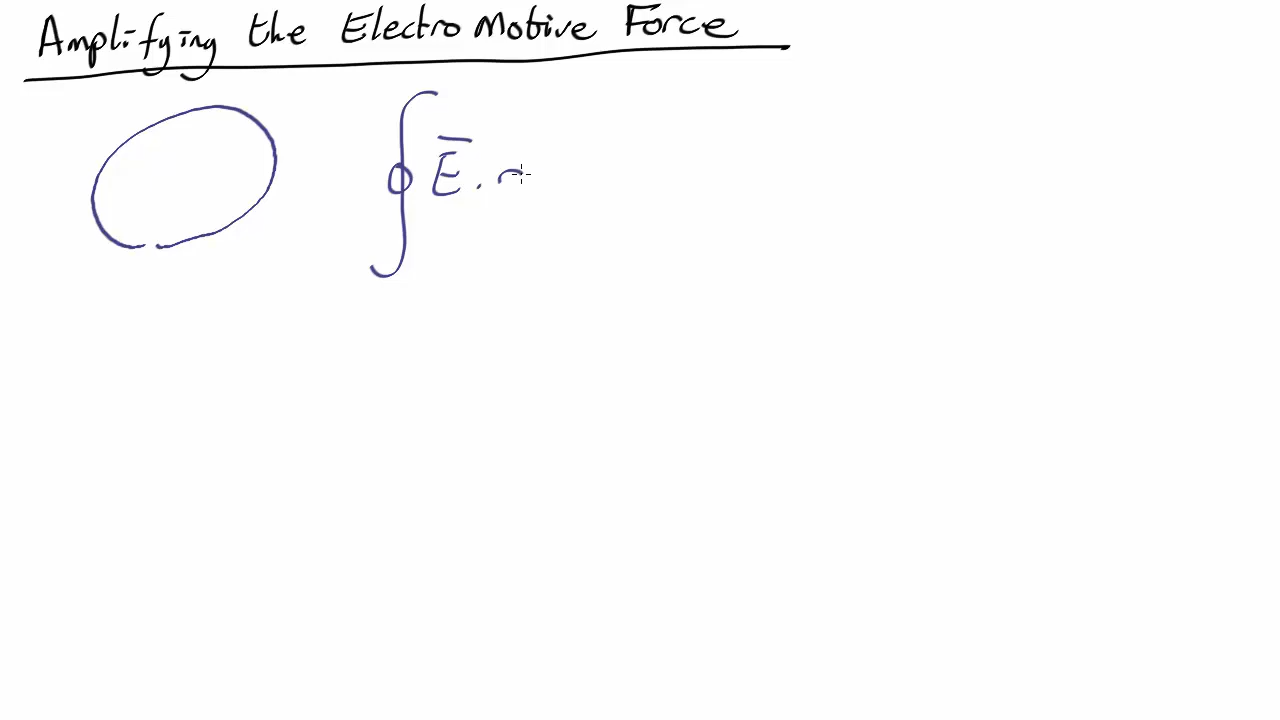 Amplifying the Electro Motive Force
∮ E̅ .